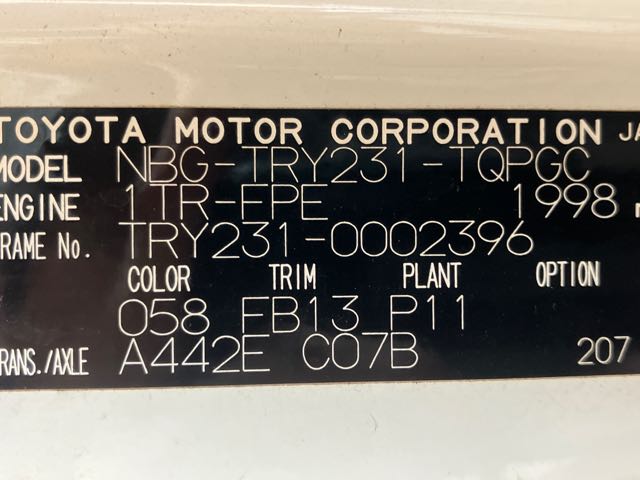 TOYOTA MOTOR CORPORATION JA
MODEL NBG-TRY231-TQPGC
ENGINE 1TR-FPE 1998
FRAME No. TRY231-0002396
COLOR TRIM PLANT OPTION
058 FB13 P11
TRANS./AXLE A442E C07B 207